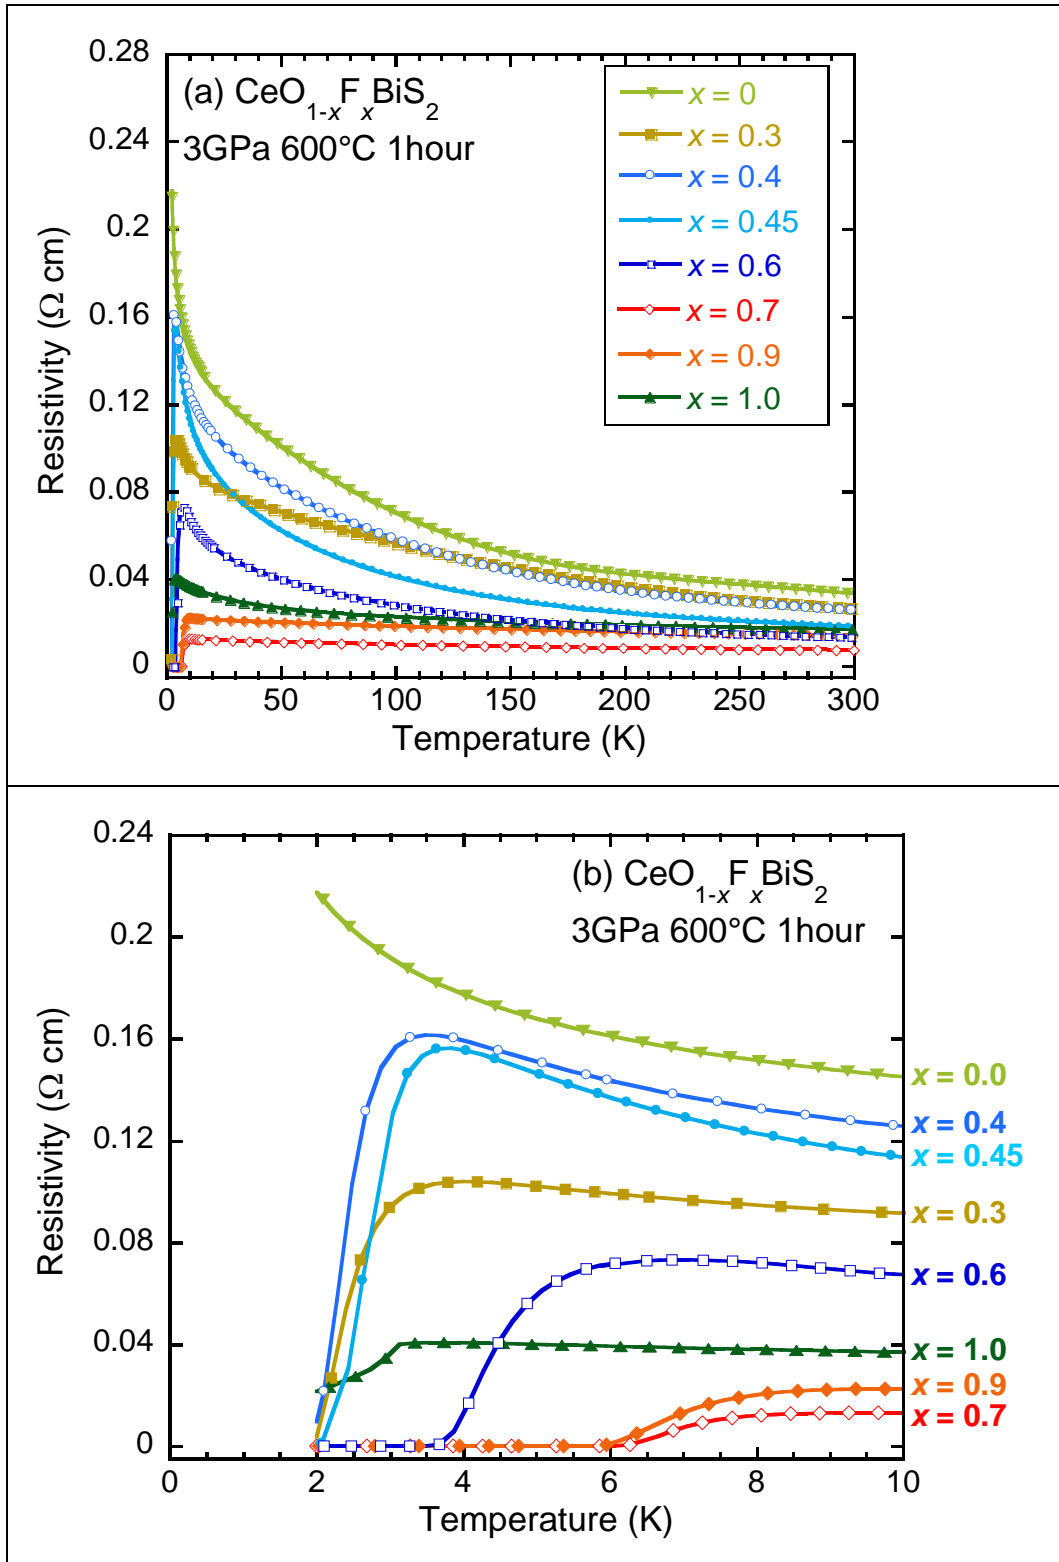 (a) CeO1-xFxBiS2
3GPa 600°C 1hour
x = 0
x = 0.3
x = 0.4
x = 0.45
x = 0.6
x = 0.7
x = 0.9
x = 1.0
Resistivity (Ω cm)
0.28
0.24
0.2
0.16
0.12
0.08
0.04
0
0 50 100 150 200 250 300
Temperature (K)
(b) CeO1-xFxBiS2
3GPa 600°C 1hour
Resistivity (Ω cm)
0.24
0.2
0.16
0.12
0.08
0.04
0
x = 0.0
x = 0.4
x = 0.45
x = 0.3
x = 0.6
x = 1.0
x = 0.9
x = 0.7
0 2 4 6 8 10
Temperature (K)